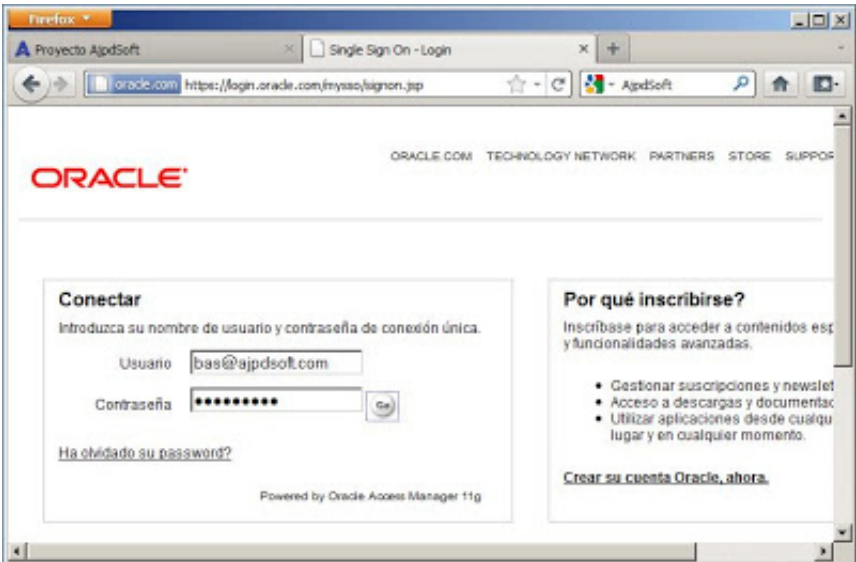 Firefox
Proyecto AjpdSoft
Single Sign On - Login
oracle.com https://login.oracle.com/mysso/signon.jsp
AjpdSoft
ORACLE.COM TECHNOLOGY NETWORK PARTNERS STORE SUPPOR
ORACLE
Conectar
Introduzca su nombre de usuario y contraseña de conexión única.
Usuario bas@ajpdsoft.com
Contraseña ••••••••• Go
Ha olvidado su password?
Powered by Oracle Access Manager 11g
Por qué inscribirse?
Inscríbase para acceder a contenidos esp
y funcionalidades avanzadas.
• Gestionar suscripciones y newslet
• Acceso a descargas y documentac
• Utilizar aplicaciones desde cualqu
lugar y en cualquier momento.
Crear su cuenta Oracle, ahora.